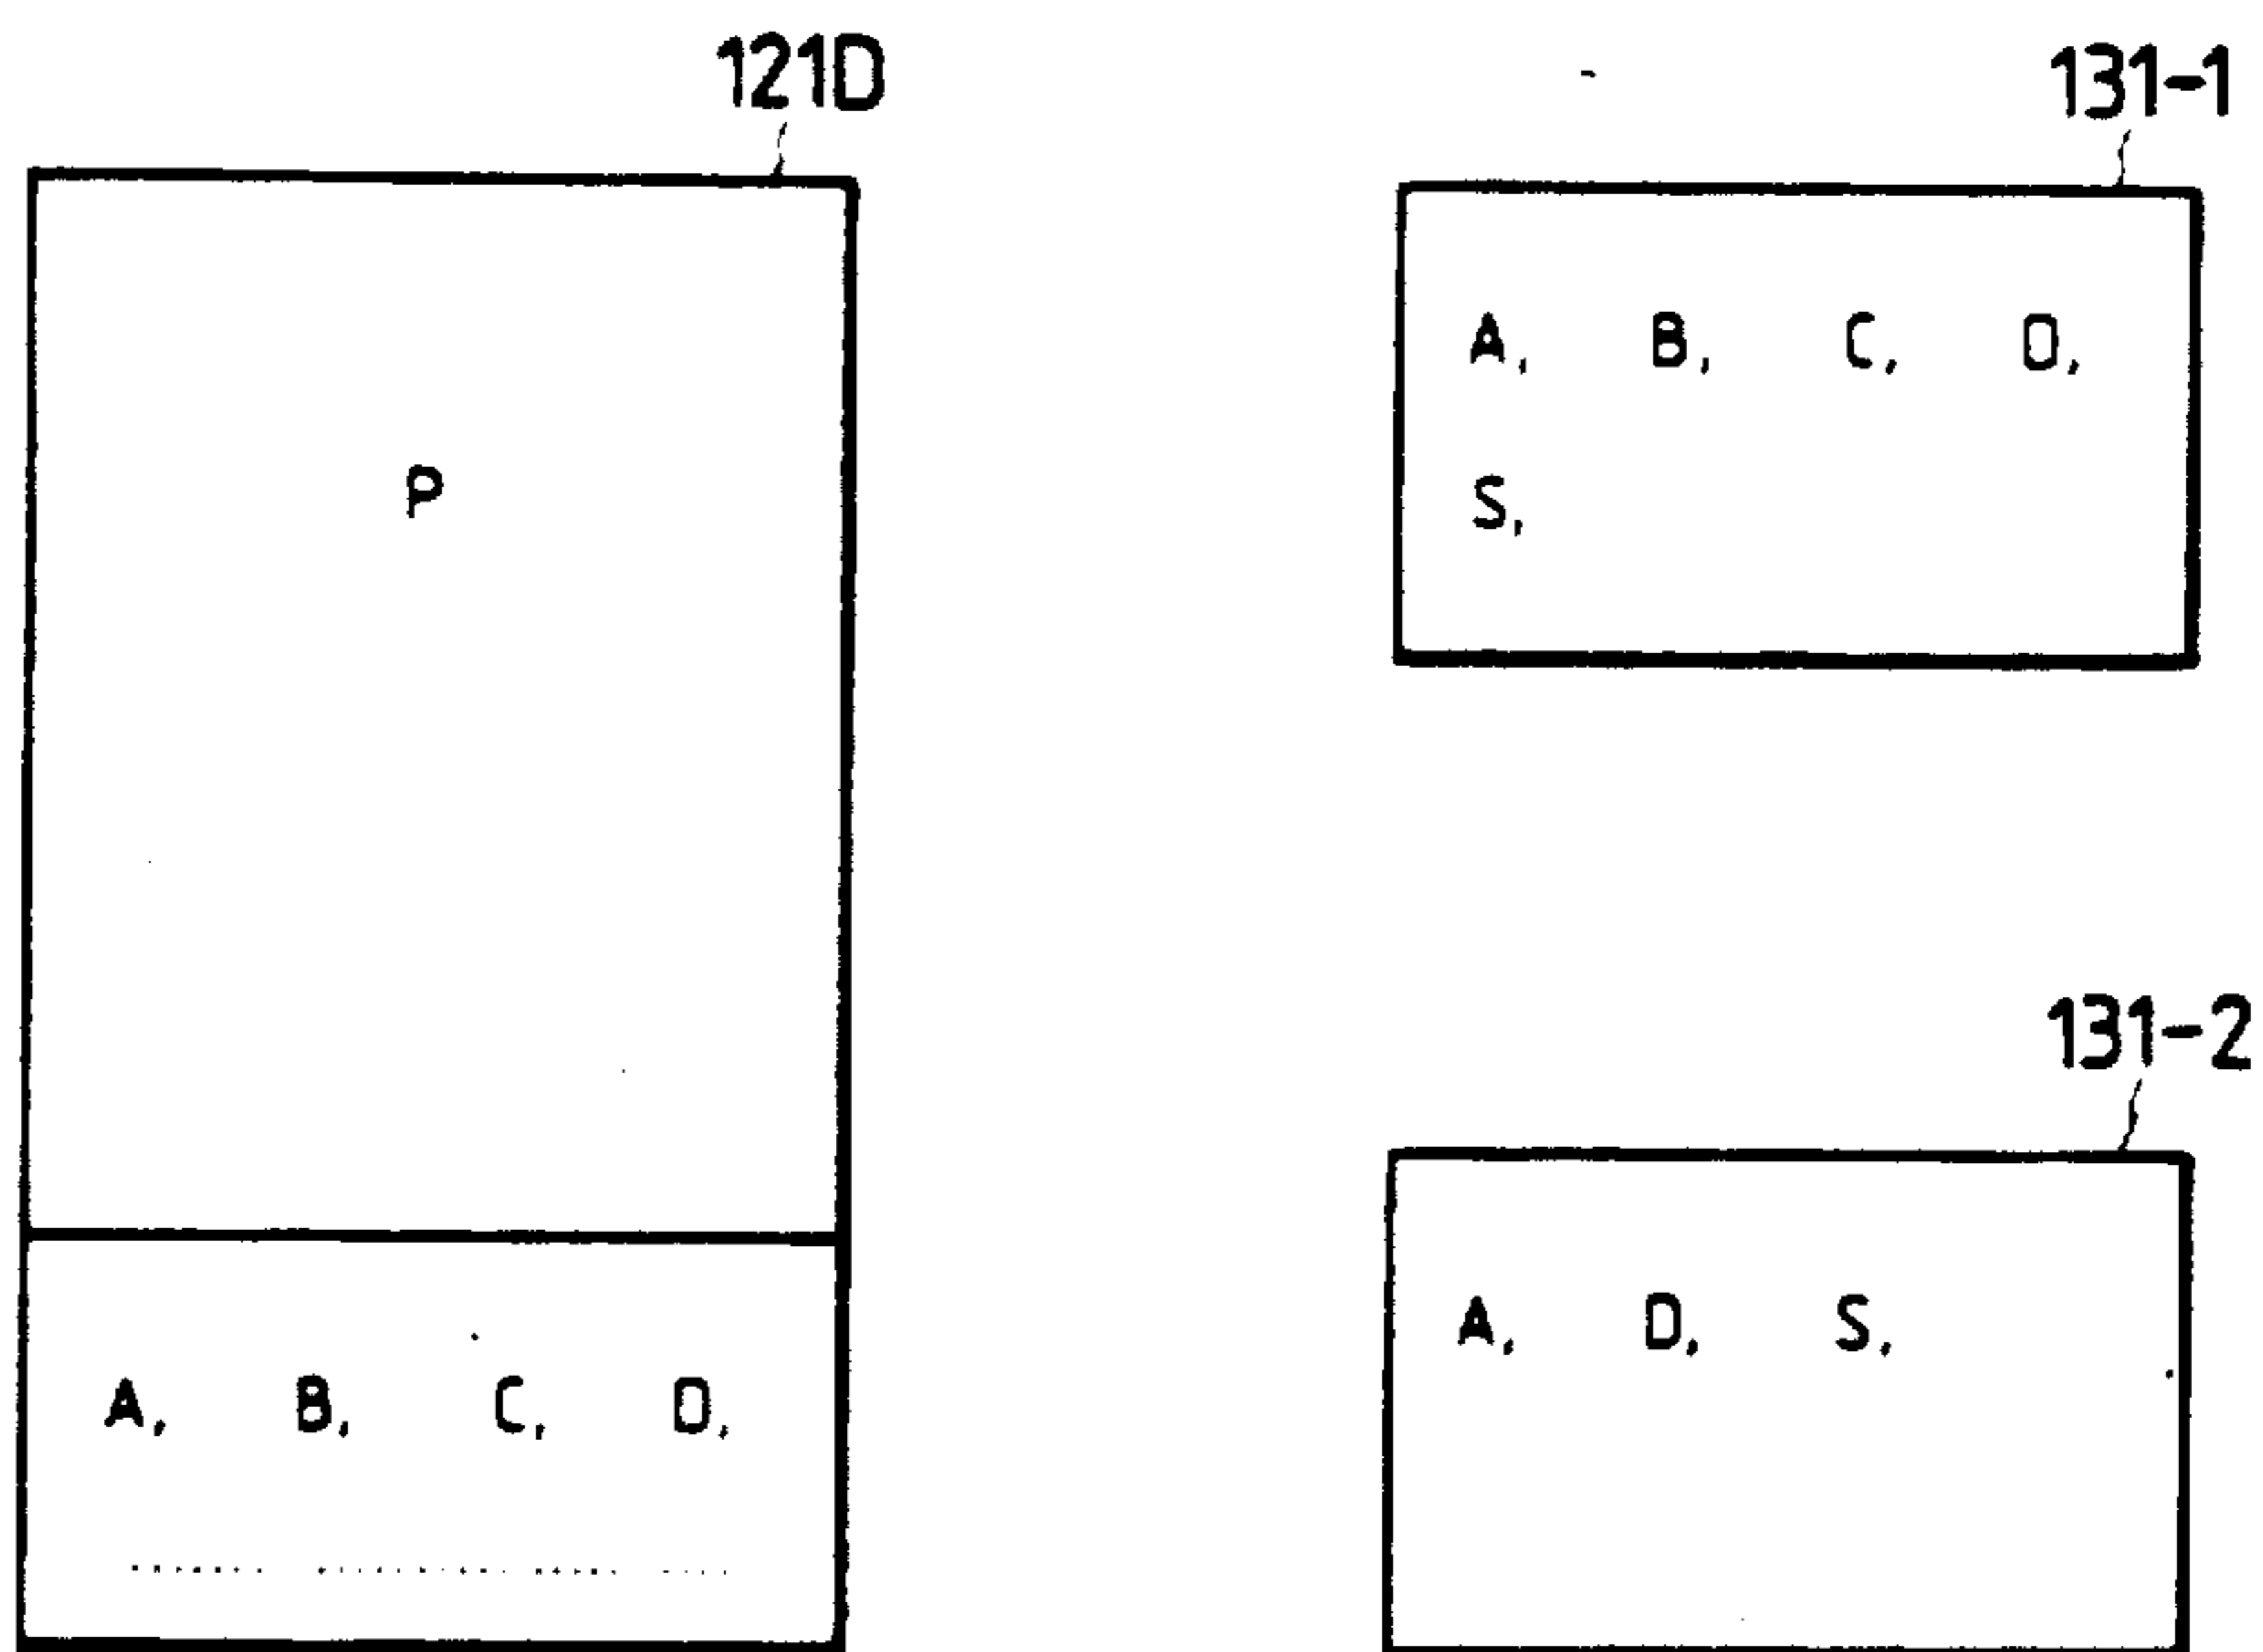 121D
P
A, B, C, O,
....................
131-1
A, B, C, O,
S,
131-2
A, D, S,